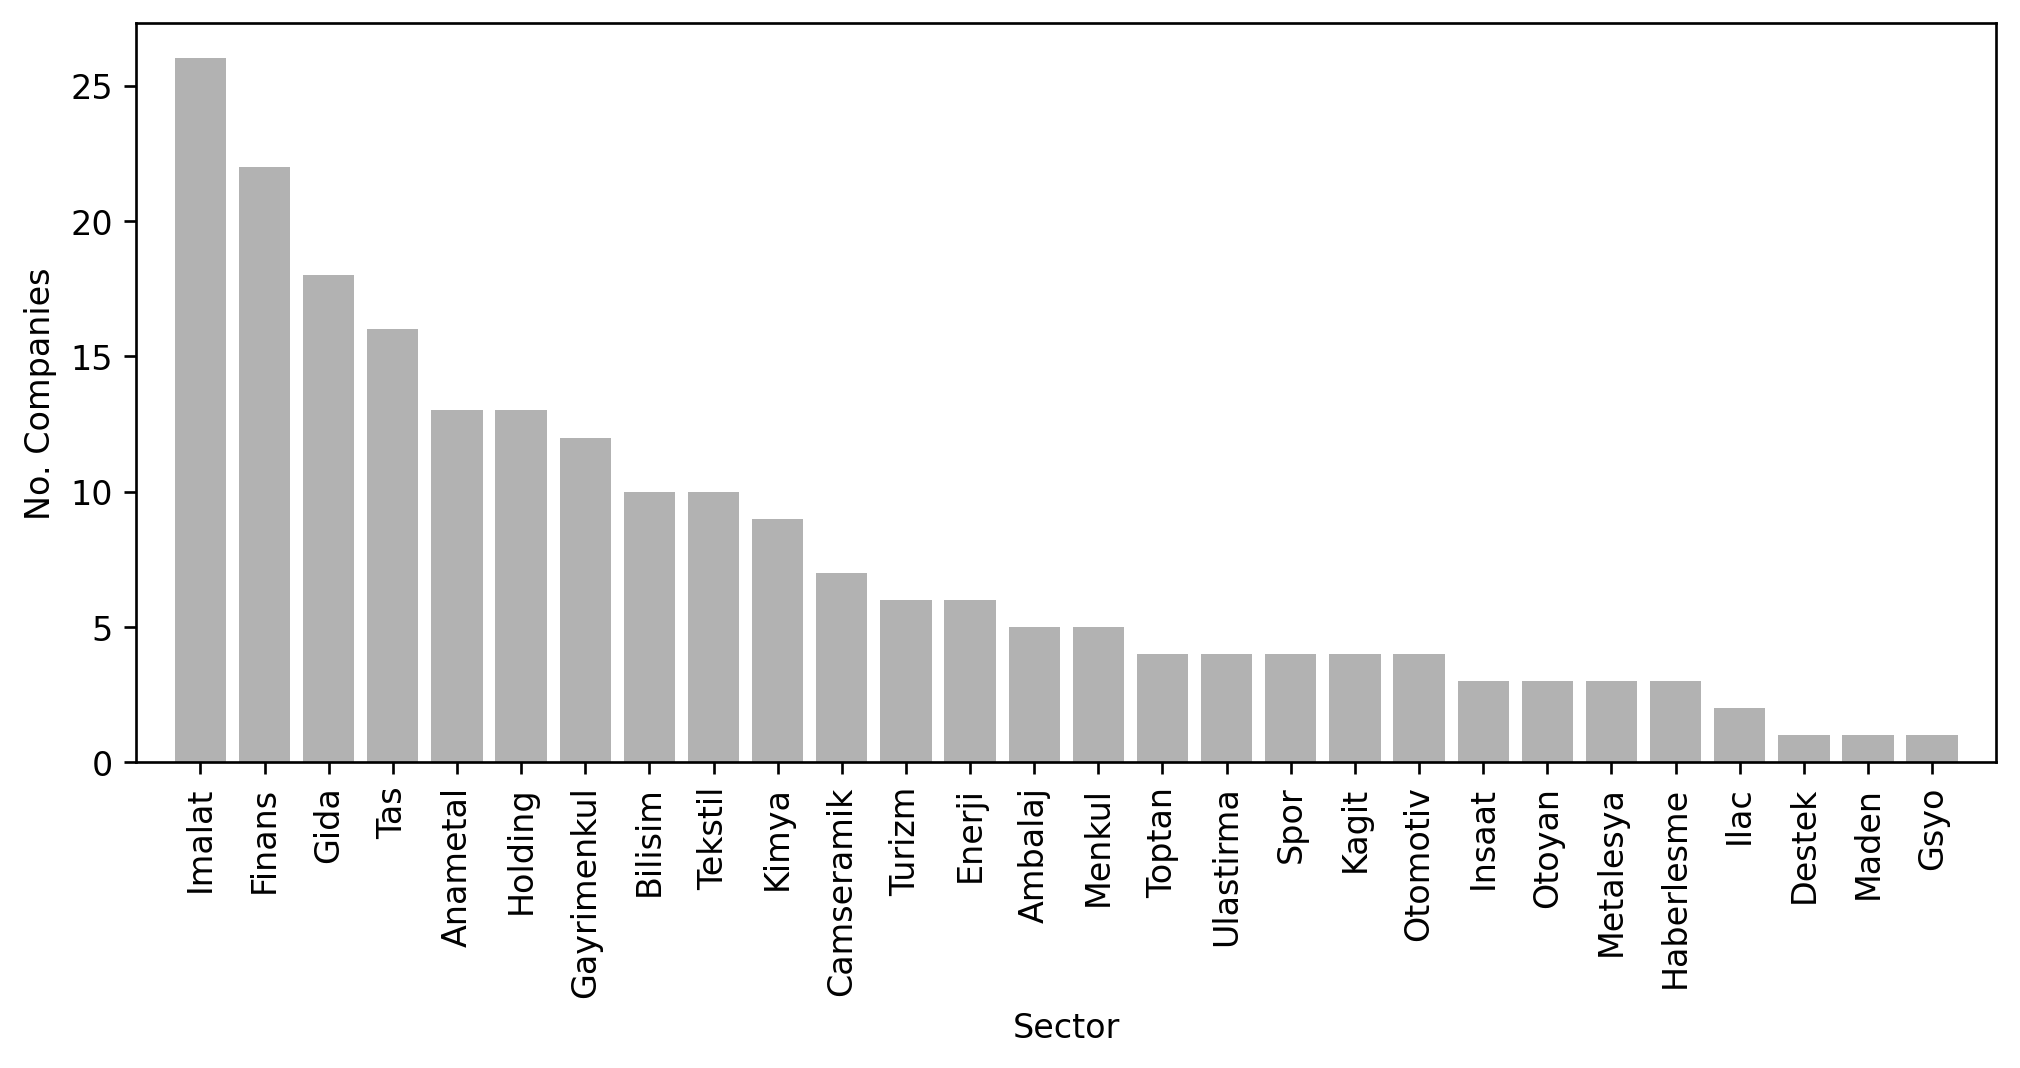 No. Companies
25
20
15
10
5
0
Imalat
Finans
Gida
Tas
Anametal
Holding
Gayrimenkul
Bilisim
Tekstil
Kimya
Camseramik
Turizm
Enerji
Ambalaj
Menkul
Toptan
Ulastirma
Spor
Kagit
Otomotiv
Insaat
Otoyan
Metalesya
Haberlesme
Ilac
Destek
Maden
Gsyo
Sector